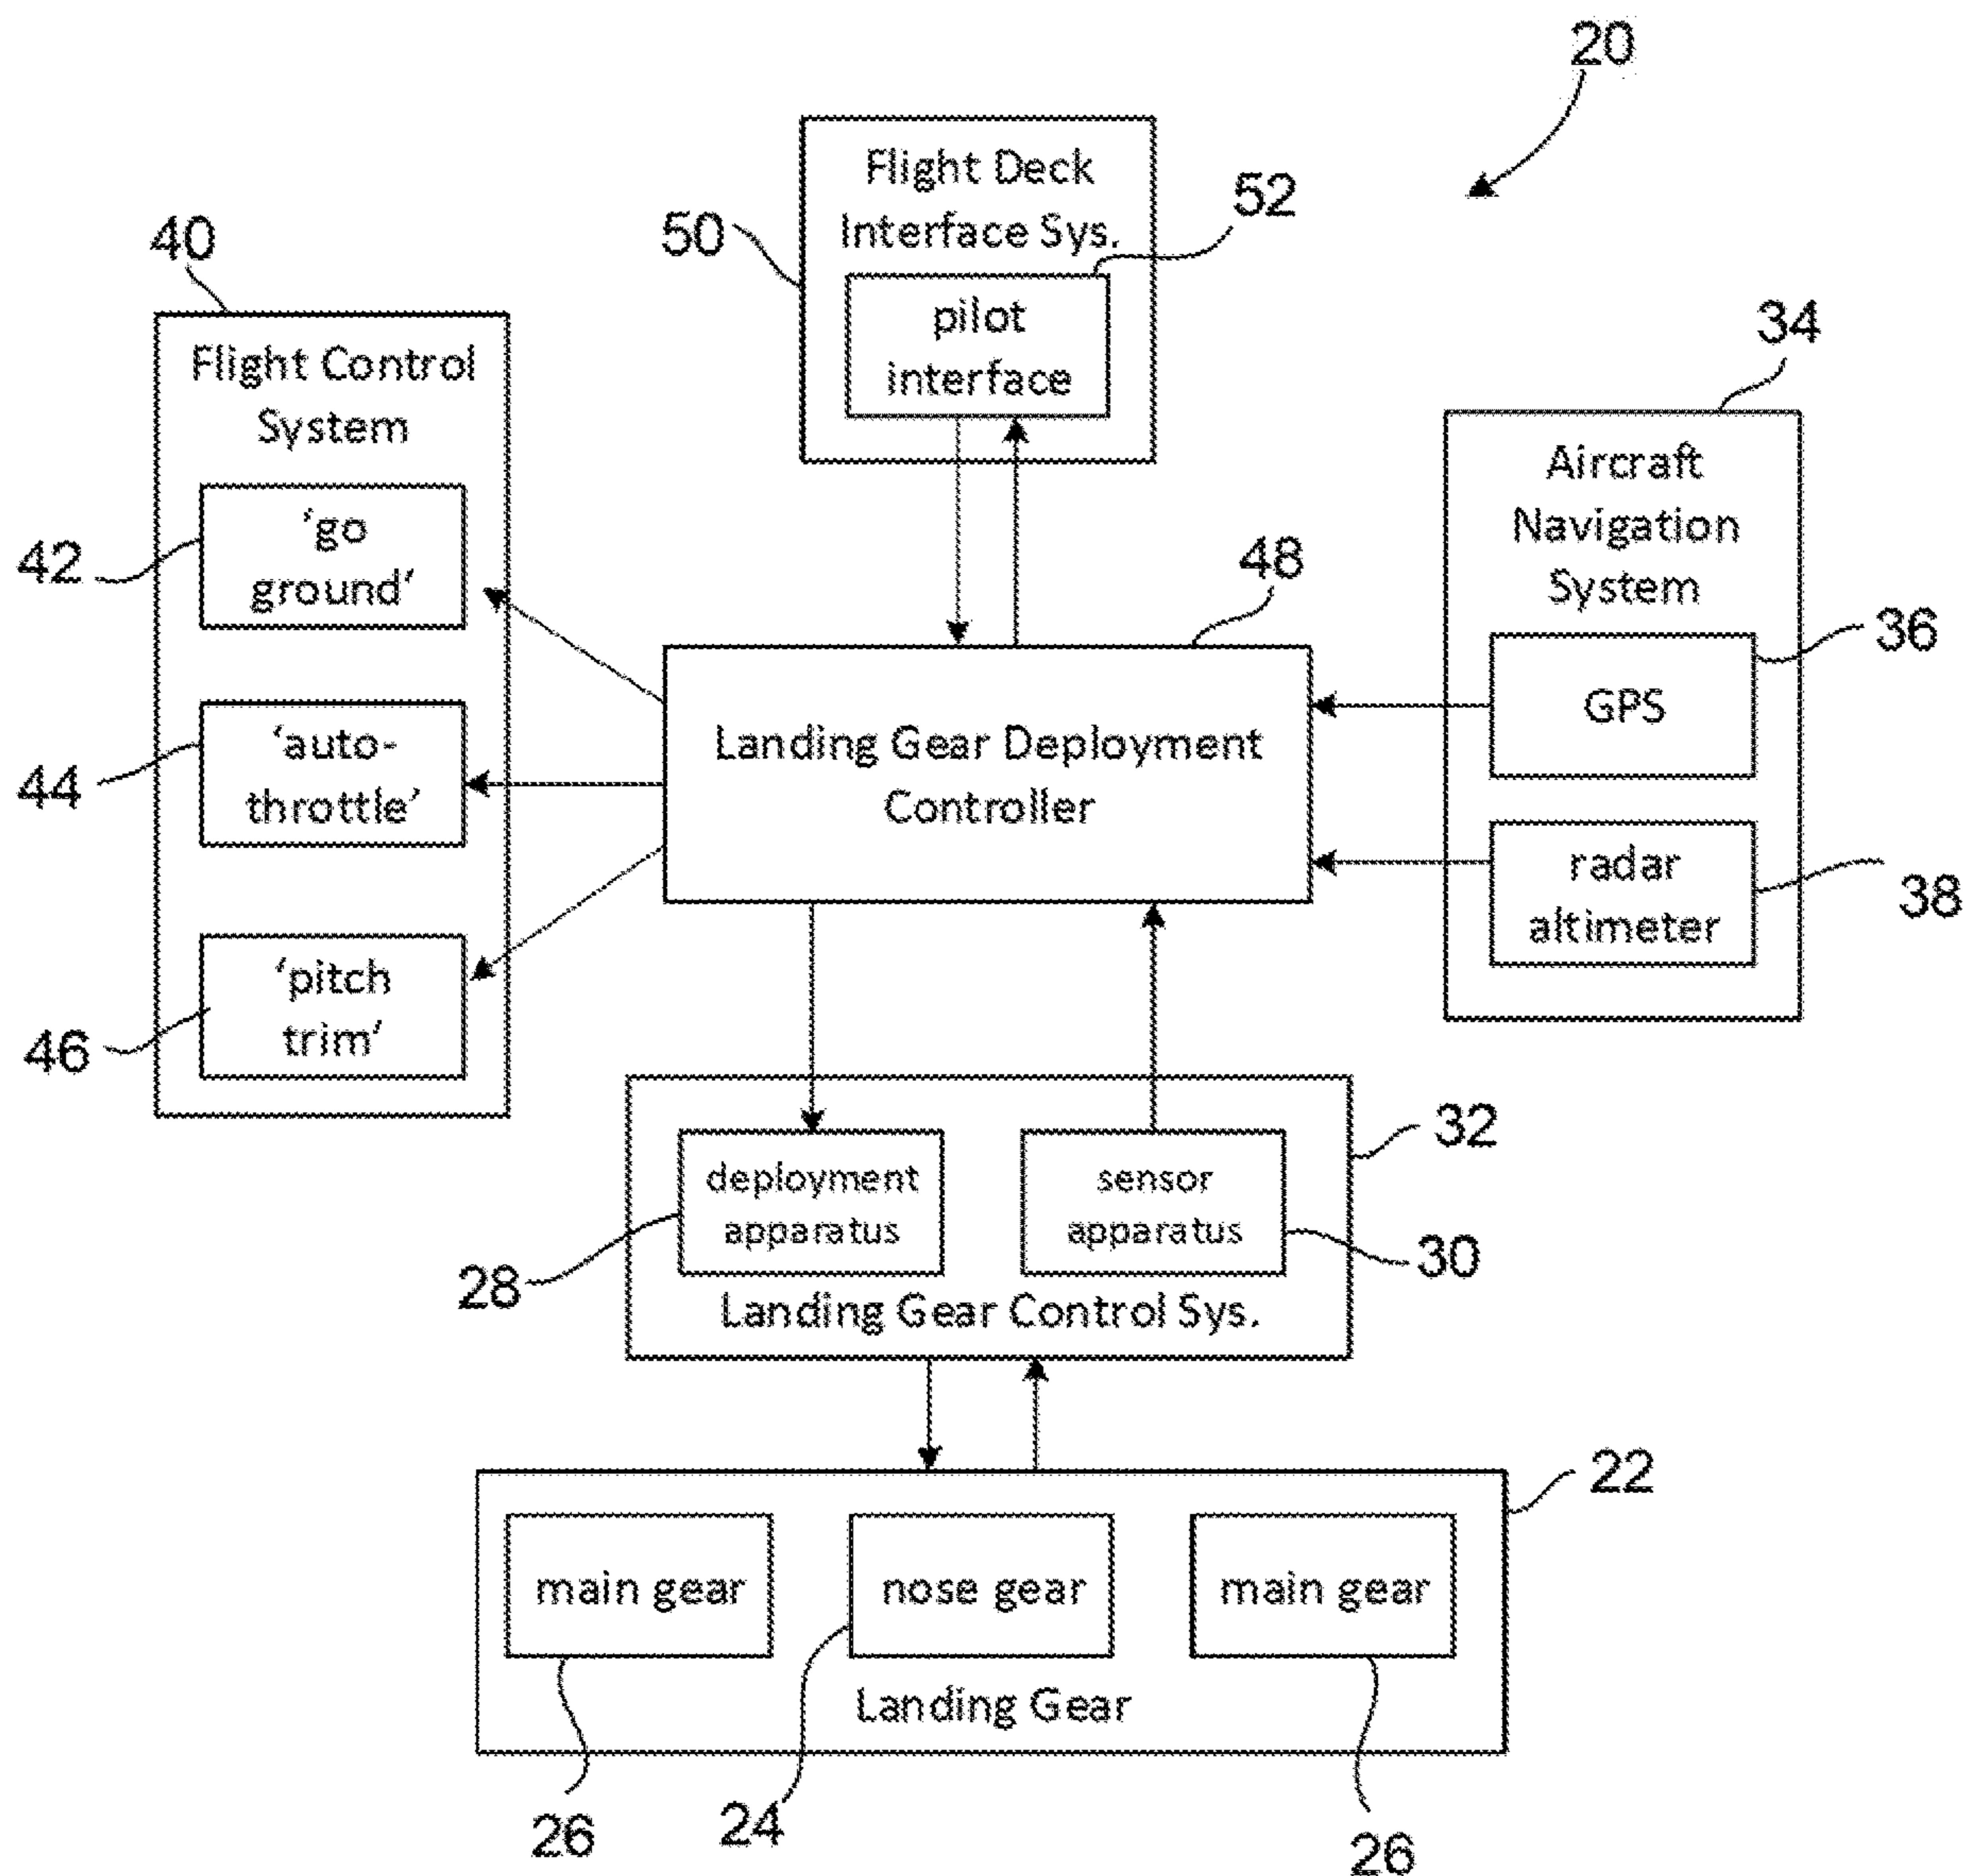 20
Flight Deck
Interface Sys.
50
52
pilot
interface
40
Flight Control
System
42
'go
ground'
44
'auto-
throttle'
46
'pitch
trim'
34
Aircraft
Navigation
System
36
GPS
38
radar
altimeter
48
Landing Gear Deployment
Controller
32
deployment
apparatus
28
sensor
apparatus
30
Landing Gear Control Sys.
22
main gear
nose gear
main gear
Landing Gear
26
24
26